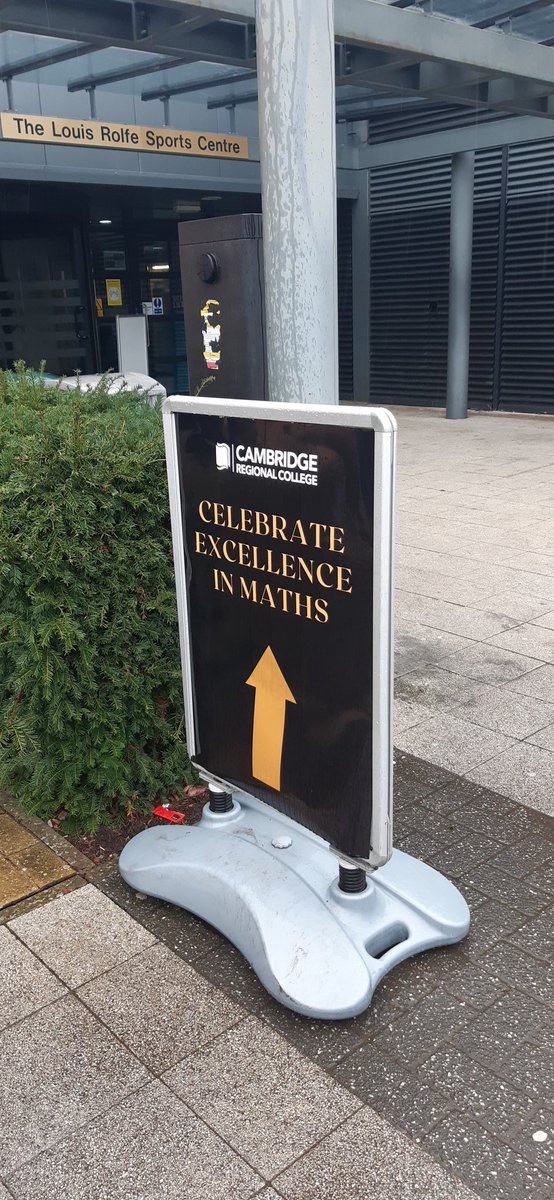 The Louis Rolfe Sports Centre
CAMBRIDGE
REGIONAL COLLEGE
CELEBRATE
EXCELLENCE
IN MATHS